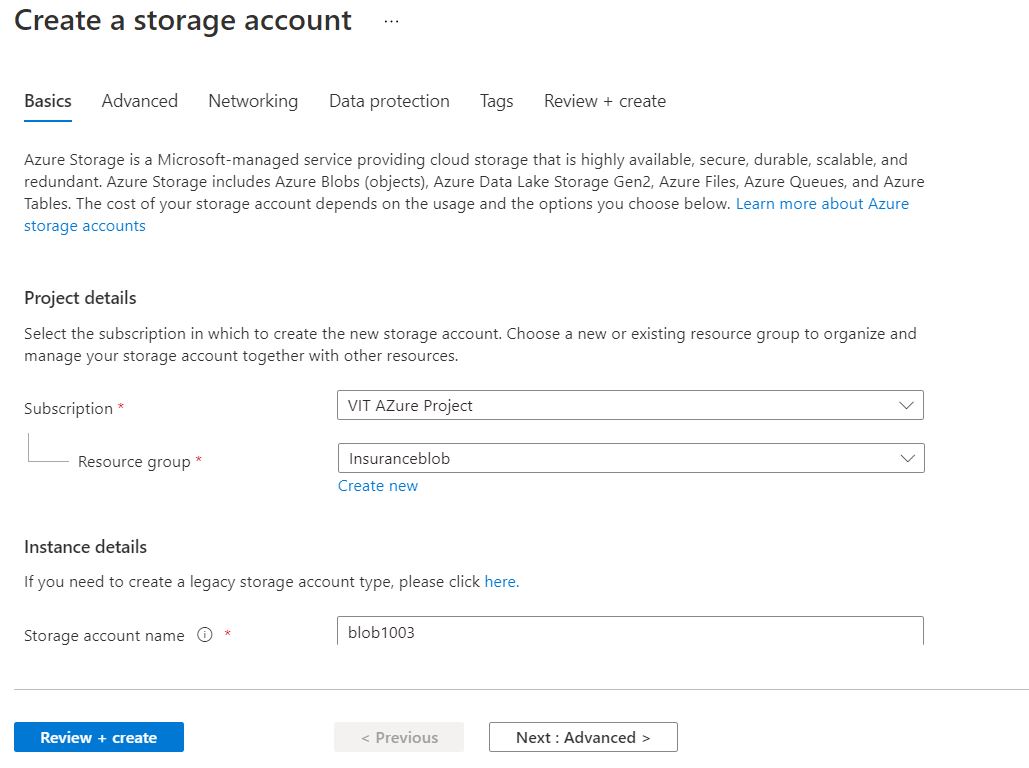 Create a storage account ...
Basics Advanced Networking Data protection Tags Review + create
Azure Storage is a Microsoft-managed service providing cloud storage that is highly available, secure, durable, scalable, and
redundant. Azure Storage includes Azure Blobs (objects), Azure Data Lake Storage Gen2, Azure Files, Azure Queues, and Azure
Tables. The cost of your storage account depends on the usage and the options you choose below. Learn more about Azure
storage accounts
Project details
Select the subscription in which to create the new storage account. Choose a new or existing resource group to organize and
manage your storage account together with other resources.
Subscription * VIT AZure Project
Resource group * Insuranceblob
Create new
Instance details
If you need to create a legacy storage account type, please click here.
Storage account name * blob1003
Review + create < Previous Next : Advanced >